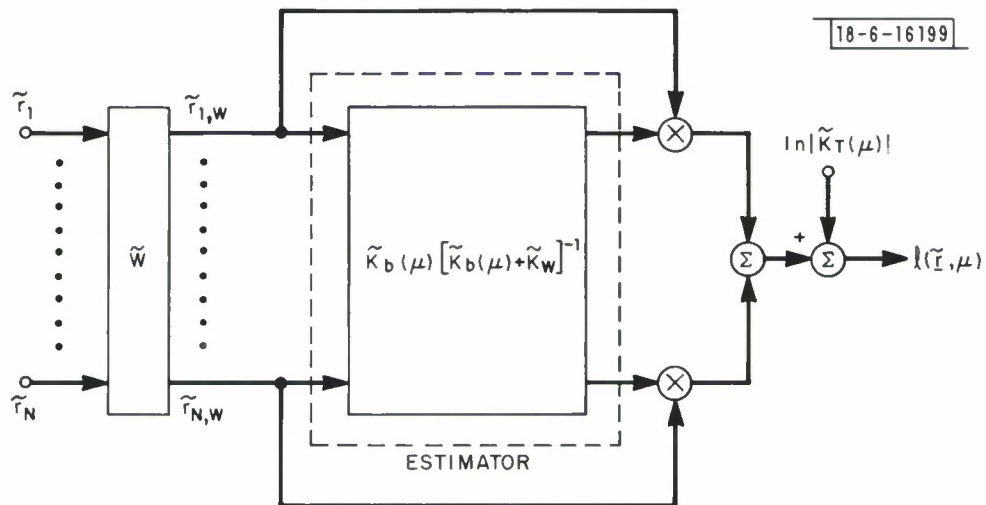 18-6-16199
r̃₁
r̃₁,W
ln|K̃T(μ)|
W̃
K̃b(μ) [K̃b(μ)+K̃W]⁻¹
×
Σ
+
Σ
l(r̃,μ)
r̃N
r̃N,W
×
ESTIMATOR